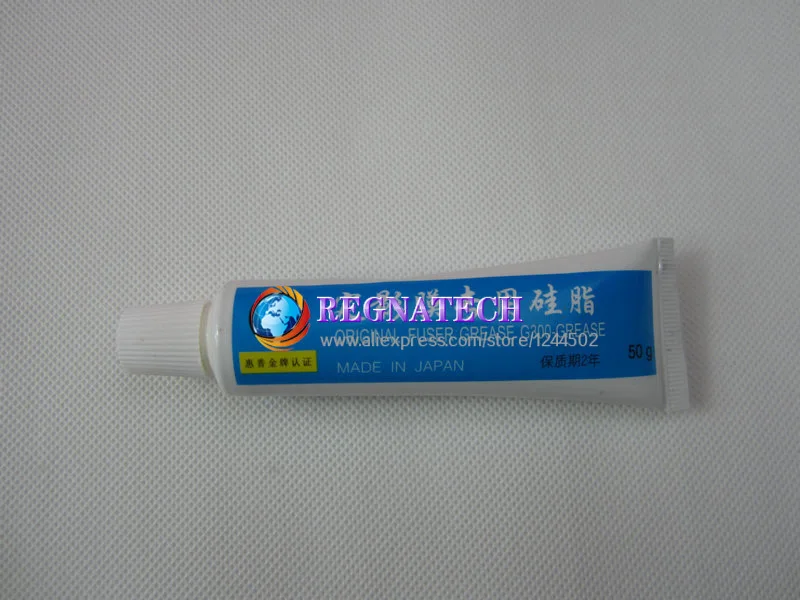 REGNATECH
硅脂
ORIGINAL FUSER GREASE G300 GREASE
www.aliexpress.com/store/1244502
惠普金牌认证
MADE IN JAPAN
保质期2年
50 g